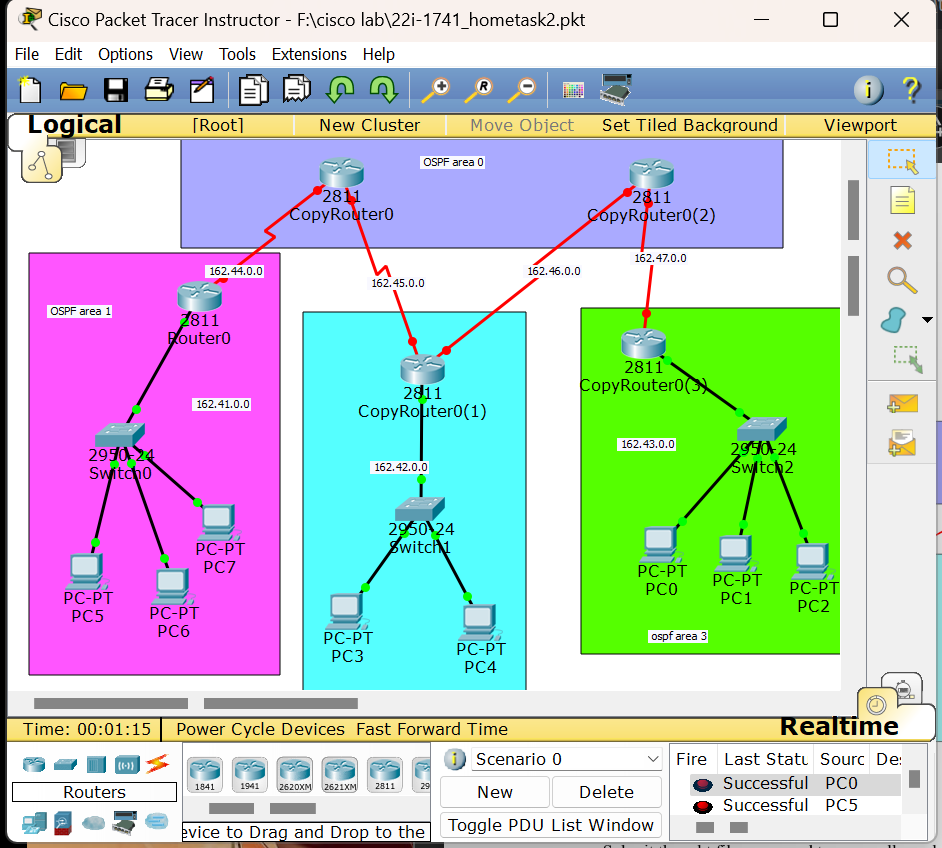 Cisco Packet Tracer Instructor - F:\cisco lab\22i-1741_hometask2.pkt
File Edit Options View Tools Extensions Help
Logical [Root] New Cluster Move Object Set Tiled Background Viewport
OSPF area 0
2811
CopyRouter0
2811
CopyRouter0(2)
162.44.0.0
162.45.0.0
162.46.0.0
162.47.0.0
OSPF area 1
2811
Router0
2811
CopyRouter0(1)
2811
CopyRouter0(3)
162.41.0.0
162.42.0.0
162.43.0.0
2950-24
Switch0
2950-24
Switch1
2950-24
Switch2
PC-PT
PC5
PC-PT
PC6
PC-PT
PC7
PC-PT
PC3
PC-PT
PC4
PC-PT
PC0
PC-PT
PC1
PC-PT
PC2
ospf area 3
Time: 00:01:15 Power Cycle Devices Fast Forward Time Realtime
Routers
1841 1941 2620XM 2621XM 2811 29
evice to Drag and Drop to the
Scenario 0
New Delete
Toggle PDU List Window
Fire Last Statu Sourc De
Successful PC0
Successful PC5